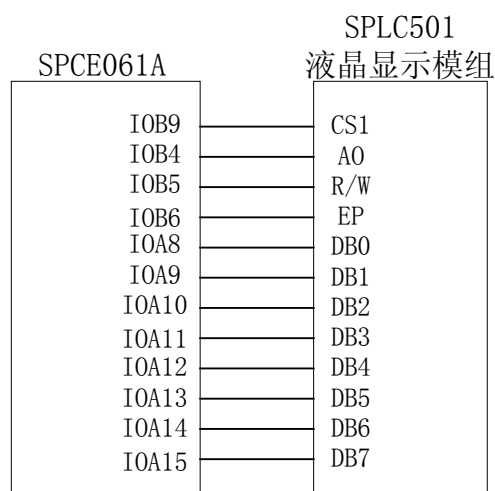 SPLC501
SPCE061A 液晶显示模组
IOB9 CS1
IOB4 A0
IOB5 R/W
IOB6 EP
IOA8 DB0
IOA9 DB1
IOA10 DB2
IOA11 DB3
IOA12 DB4
IOA13 DB5
IOA14 DB6
IOA15 DB7